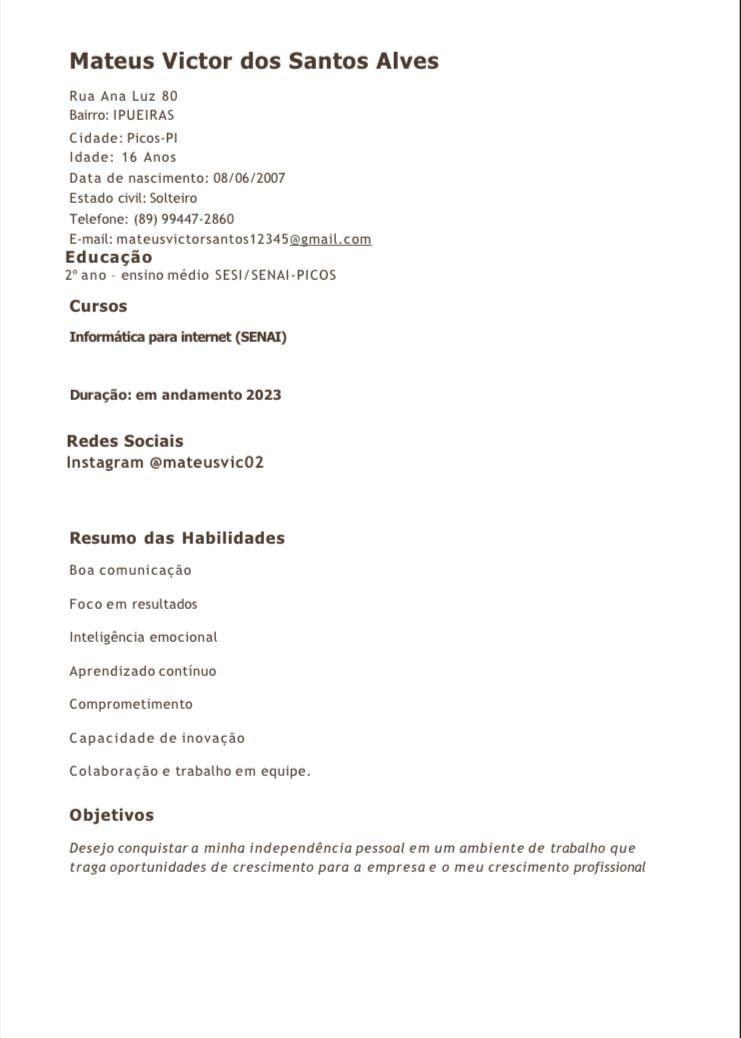 Mateus Victor dos Santos Alves
Rua Ana Luz 80
Bairro: IPUEIRAS
Cidade: Picos-PI
Idade: 16 Anos
Data de nascimento: 08/06/2007
Estado civil: Solteiro
Telefone: (89) 99447-2860
E-mail: mateusvictorsantos12345@gmail.com
Educação
2º ano - ensino médio SESI/SENAI-PICOS
Cursos
Informática para internet (SENAI)
Duração: em andamento 2023
Redes Sociais
Instagram @mateusvic02
Resumo das Habilidades
Boa comunicação
Foco em resultados
Inteligência emocional
Aprendizado contínuo
Comprometimento
Capacidade de inovação
Colaboração e trabalho em equipe.
Objetivos
Desejo conquistar a minha independência pessoal em um ambiente de trabalho que
traga oportunidades de crescimento para a empresa e o meu crescimento profissional